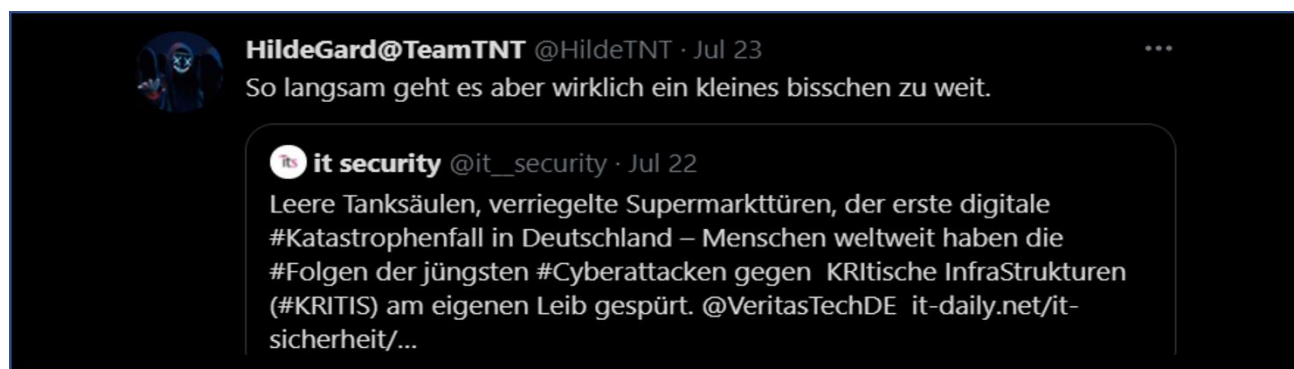 HildeGard@TeamTNT @HildeTNT · Jul 23
So langsam geht es aber wirklich ein kleines bisschen zu weit.
its it security @it__security · Jul 22
Leere Tanksäulen, verriegelte Supermarkttüren, der erste digitale
#Katastrophenfall in Deutschland – Menschen weltweit haben die
#Folgen der jüngsten #Cyberattacken gegen  KRItische InfraStrukturen
(#KRITIS) am eigenen Leib gespürt. @VeritasTechDE  it-daily.net/it-
sicherheit/...